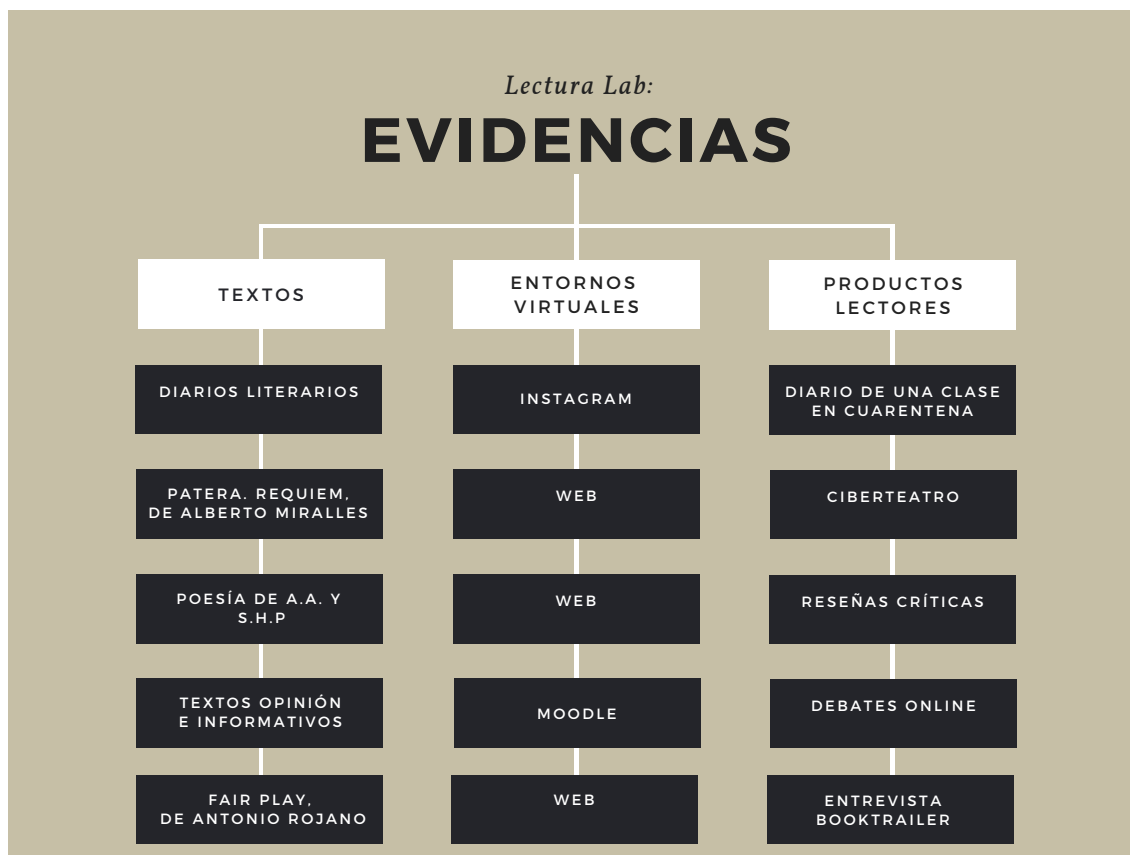 Lectura Lab:
EVIDENCIAS
TEXTOS
DIARIOS LITERARIOS
PATERA. REQUIEM,
DE ALBERTO MIRALLES
POESÍA DE A.A. Y
S.H.P
TEXTOS OPINIÓN
E INFORMATIVOS
FAIR PLAY,
DE ANTONIO ROJANO
ENTORNOS
VIRTUALES
INSTAGRAM
WEB
WEB
MOODLE
WEB
PRODUCTOS
LECTORES
DIARIO DE UNA CLASE
EN CUARENTENA
CIBERTEATRO
RESEÑAS CRÍTICAS
DEBATES ONLINE
ENTREVISTA
BOOKTRAILER